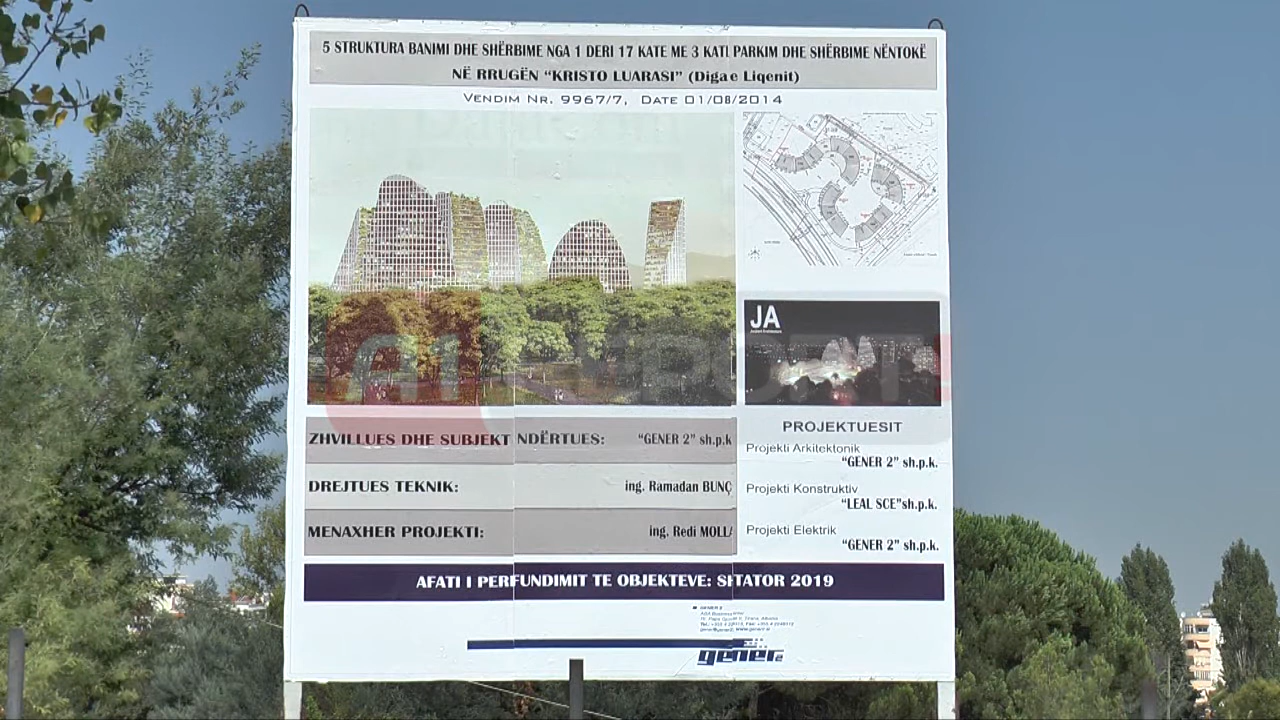 5 STRUKTURA BANIMI DHE SHËRBIME NGA 1 DERI 17 KATE ME 3 KATI PARKIM DHE SHËRBIME NËNTOKË
NË RRUGËN "KRISTO LUARASI" (Diga e Liqenit)
VENDIM NR. 9967/7, DATE 01/08/2014
JA
A1 REPORT
ZHVILLUES DHE SUBJEKT NDËRTUES: "GENER 2" sh.p.k
DREJTUES TEKNIK: ing. Ramadan BUNÇ
MENAXHER PROJEKTI: ing. Redi MOLL
PROJEKTUESIT
Projekti Arkitektonik
"GENER 2" sh.p.k.
Projekti Konstruktiv
"LEAL SCE"sh.p.k.
Projekti Elektrik
"GENER 2" sh.p.k.
AFATI I PERFUNDIMIT TE OBJEKTEVE: SHTATOR 2019
GENER 2
gener2